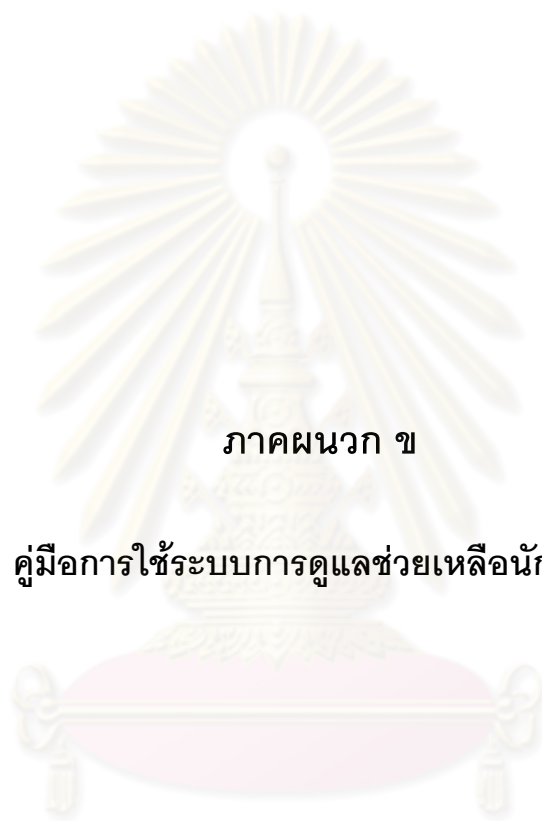 ภาคผนวก ข
คู่มือการใช้ระบบการดูแลช่วยเหลือนั